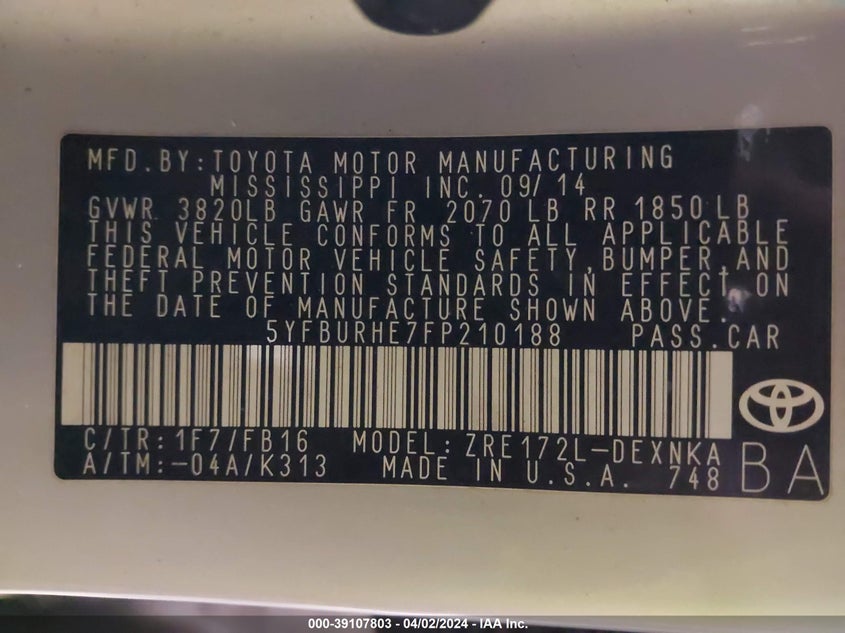 MFD.BY:TOYOTA MOTOR MANUFACTURING
MISSISSIPPI INC. 09/14
GVWR 3820LB GAWR FR 2070 LB RR 1850 LB
THIS VEHICLE CONFORMS TO ALL APPLICABLE
FEDERAL MOTOR VEHICLE SAFETY,BUMPER,AND
THEFT PREVENTION STANDARDS IN EFFECT ON
THE DATE OF MANUFACTURE SHOWN ABOVE.
5YFBURHE7FP210188 PASS.CAR
C/TR:1F7/FB16 MODEL:ZRE172L-DEXNKA
A/TM:-04A/K313 MADE IN U.S.A. 748 BA
000-39107803 - 04/02/2024 - IAA Inc.